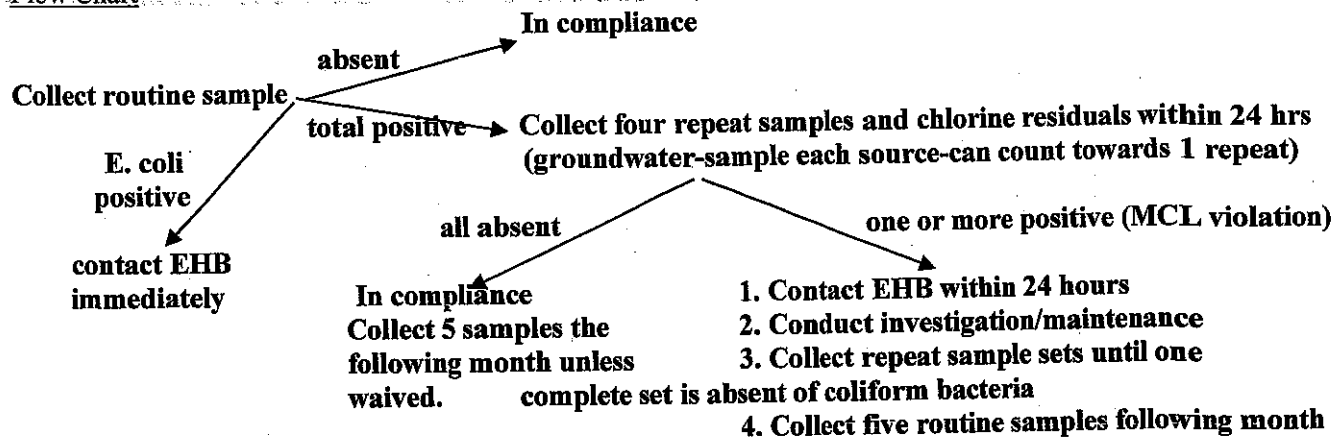 Flow Chart
In compliance
absent
Collect routine sample
total positive
Collect four repeat samples and chlorine residuals within 24 hrs
(groundwater-sample each source-can count towards 1 repeat)
E. coli
positive
contact EHB
immediately
all absent
one or more positive (MCL violation)
In compliance
Collect 5 samples the
following month unless
waived.
1. Contact EHB within 24 hours
2. Conduct investigation/maintenance
3. Collect repeat sample sets until one
complete set is absent of coliform bacteria
4. Collect five routine samples following month